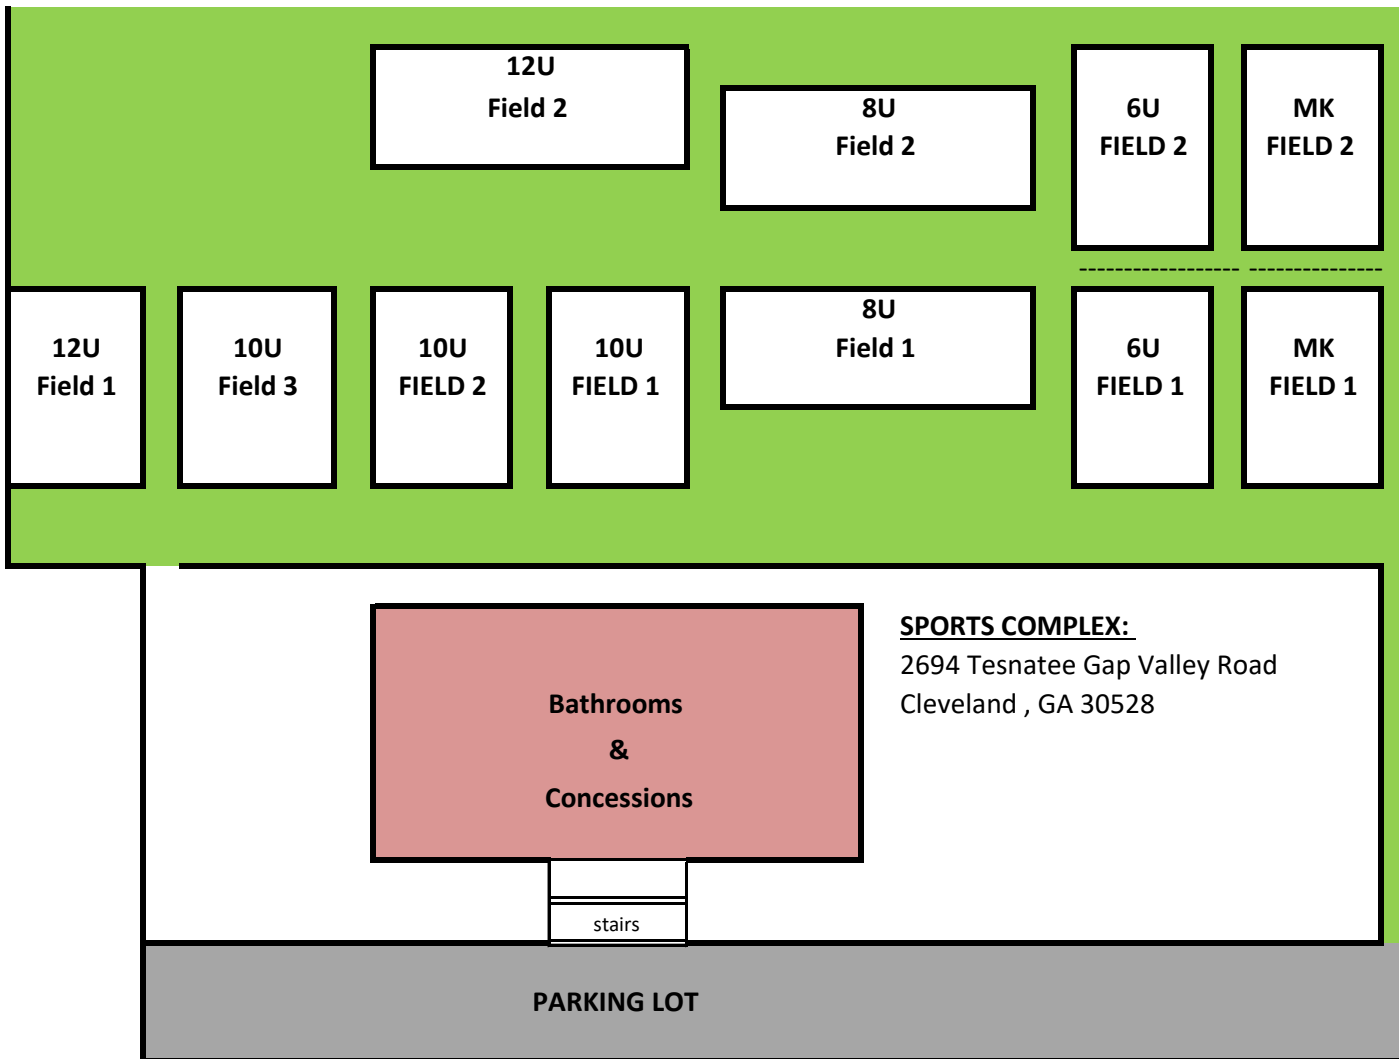 12U
Field 2
8U
Field 2
6U
FIELD 2
MK
FIELD 2
12U
Field 1
10U
Field 3
10U
FIELD 2
10U
FIELD 1
8U
Field 1
6U
FIELD 1
MK
FIELD 1
Bathrooms
&
Concessions
SPORTS COMPLEX:
2694 Tesnatee Gap Valley Road
Cleveland , GA 30528
stairs
PARKING LOT